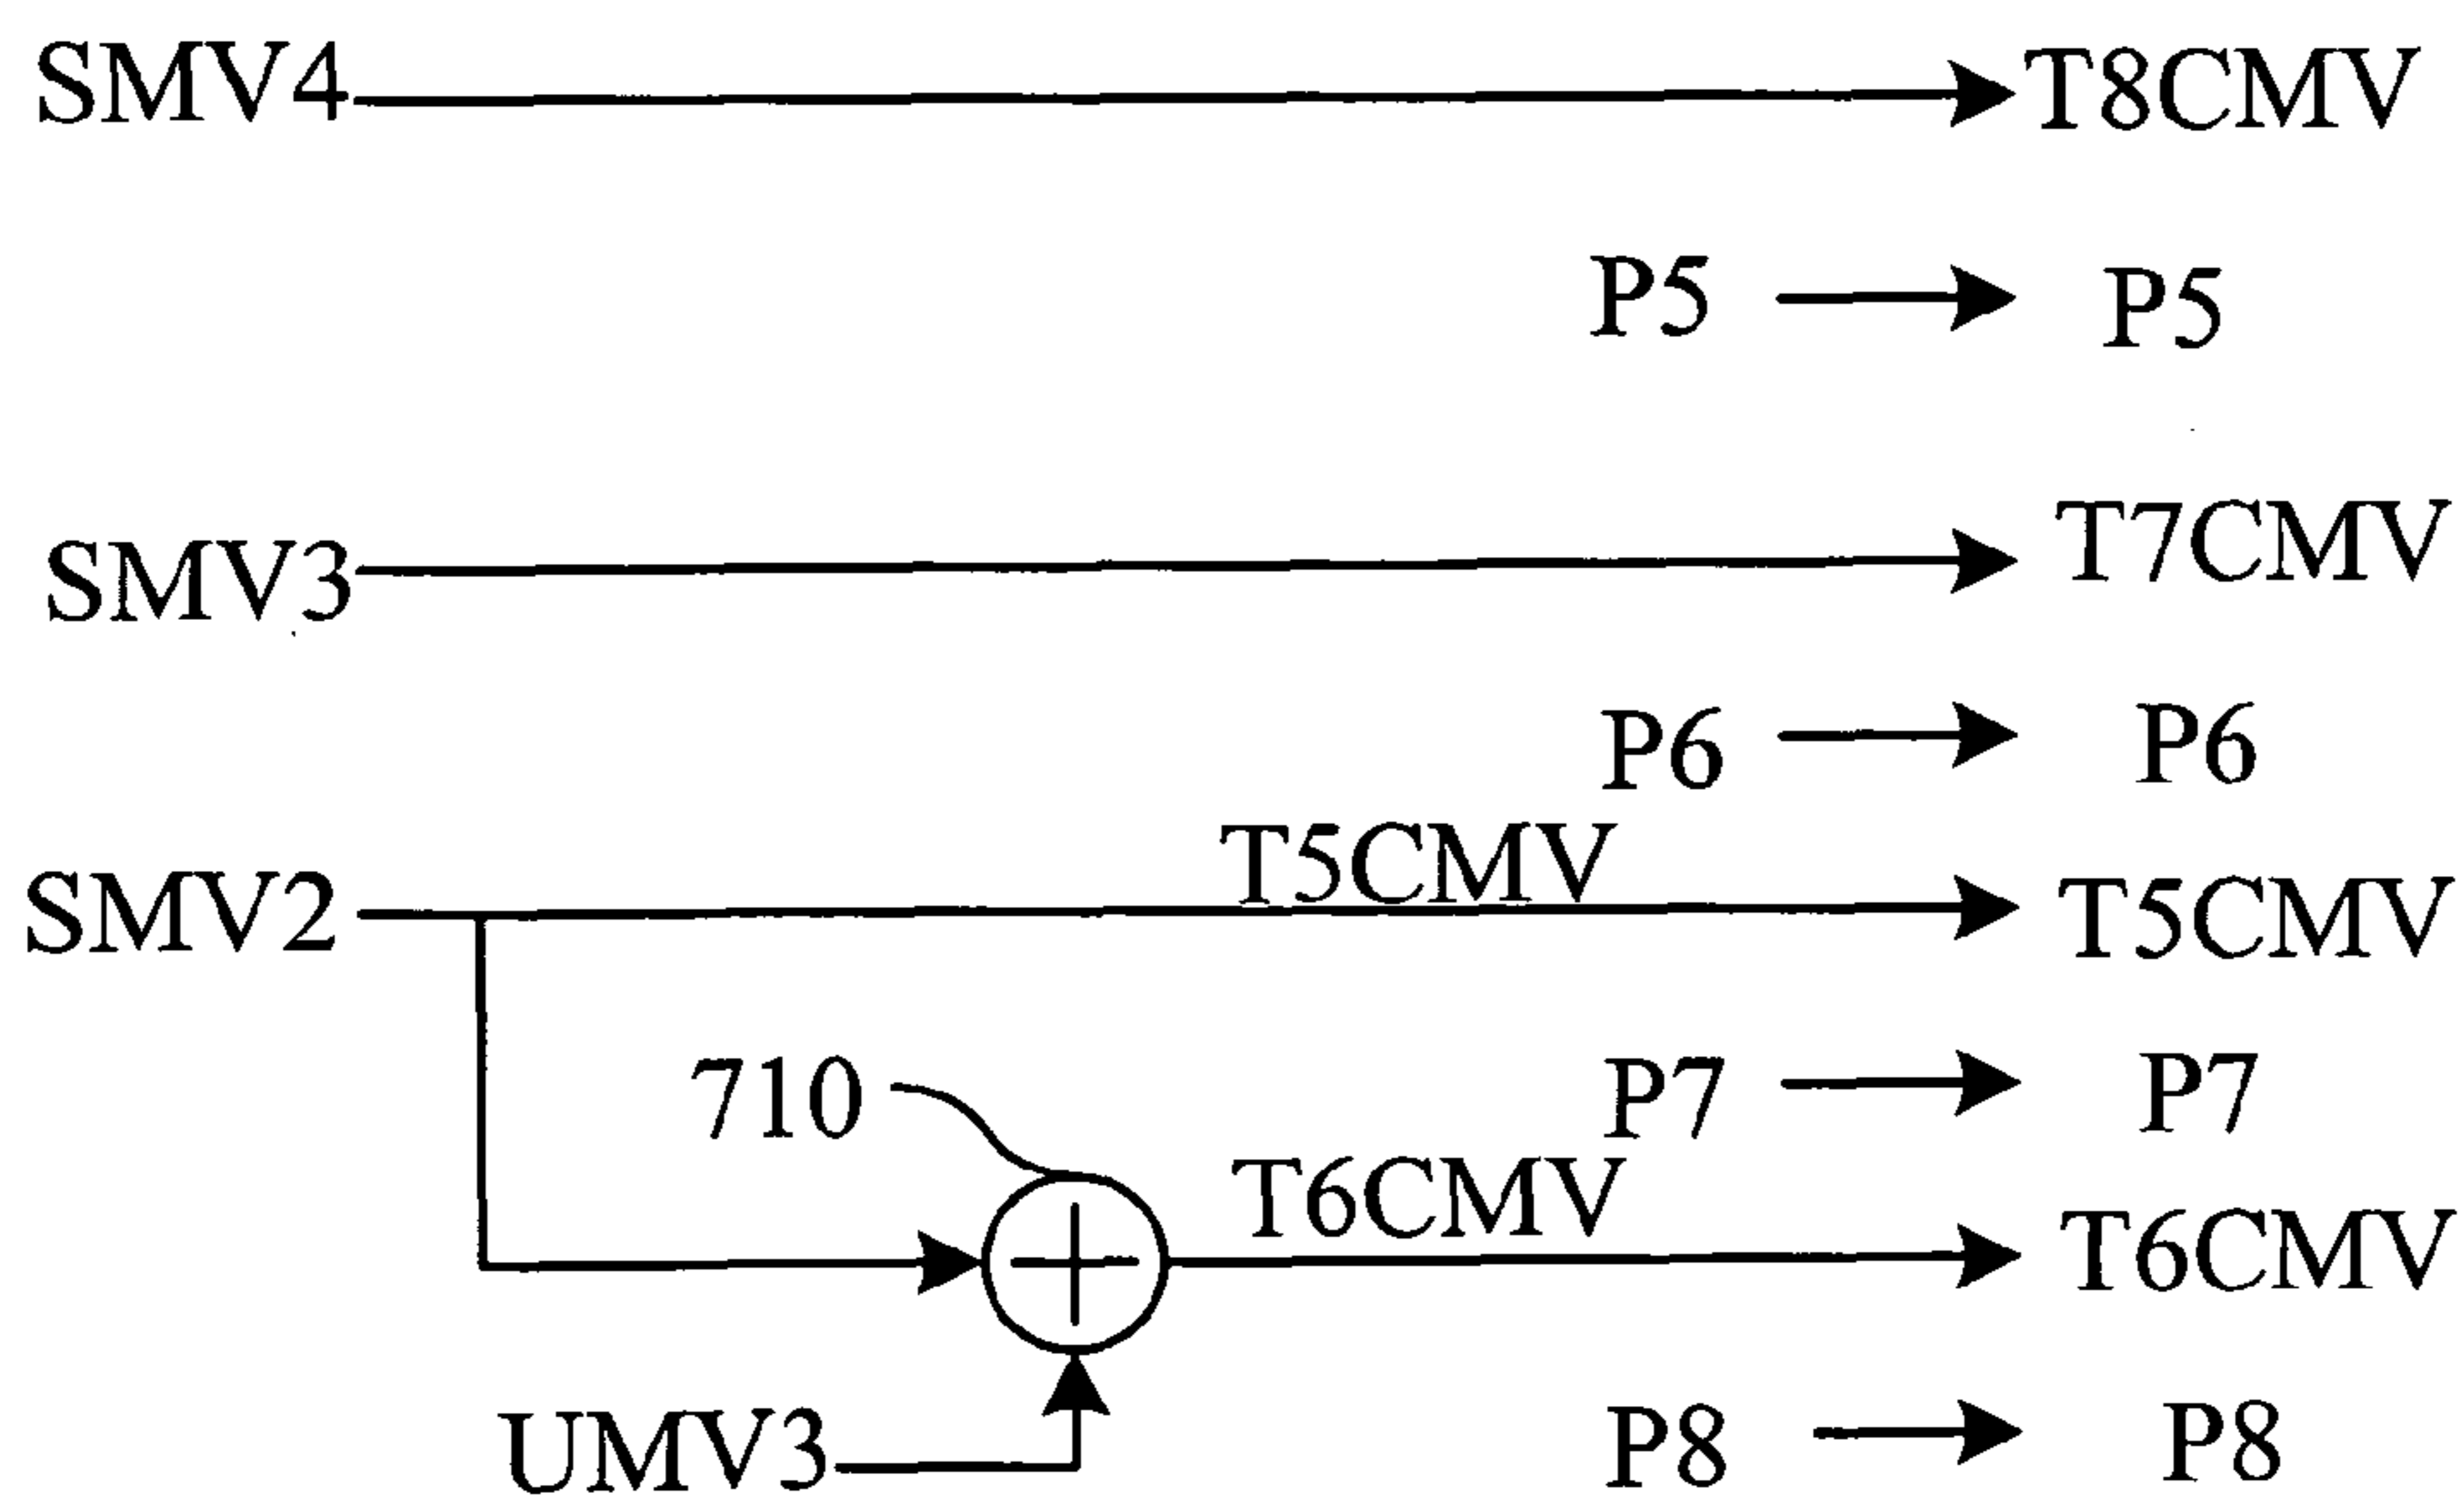 SMV4 T8CMV
P5 P5
SMV3 T7CMV
P6 P6
T5CMV
SMV2 T5CMV
710 P7 P7
T6CMV T6CMV
UMV3 P8 P8